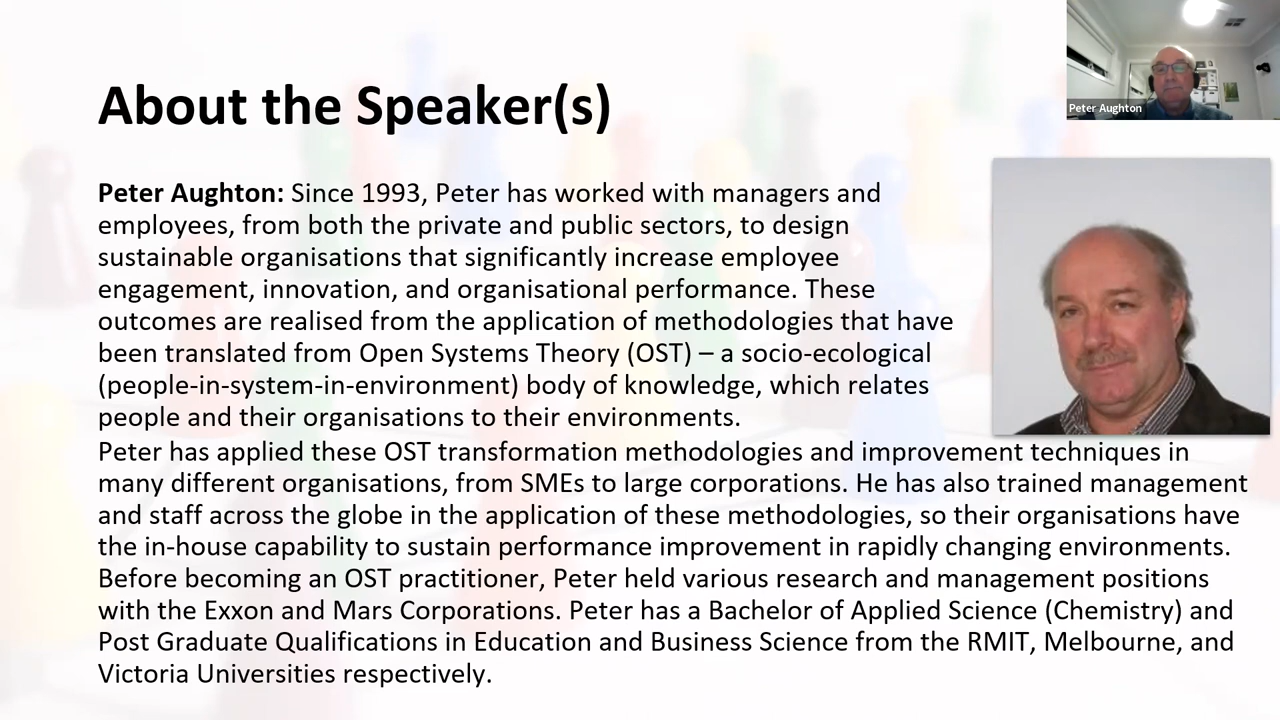 About the Speaker(s)
Peter Aughton
Peter Aughton: Since 1993, Peter has worked with managers and
employees, from both the private and public sectors, to design
sustainable organisations that significantly increase employee
engagement, innovation, and organisational performance. These
outcomes are realised from the application of methodologies that have
been translated from Open Systems Theory (OST) – a socio-ecological
(people-in-system-in-environment) body of knowledge, which relates
people and their organisations to their environments.
Peter has applied these OST transformation methodologies and improvement techniques in
many different organisations, from SMEs to large corporations. He has also trained management
and staff across the globe in the application of these methodologies, so their organisations have
the in-house capability to sustain performance improvement in rapidly changing environments.
Before becoming an OST practitioner, Peter held various research and management positions
with the Exxon and Mars Corporations. Peter has a Bachelor of Applied Science (Chemistry) and
Post Graduate Qualifications in Education and Business Science from the RMIT, Melbourne, and
Victoria Universities respectively.